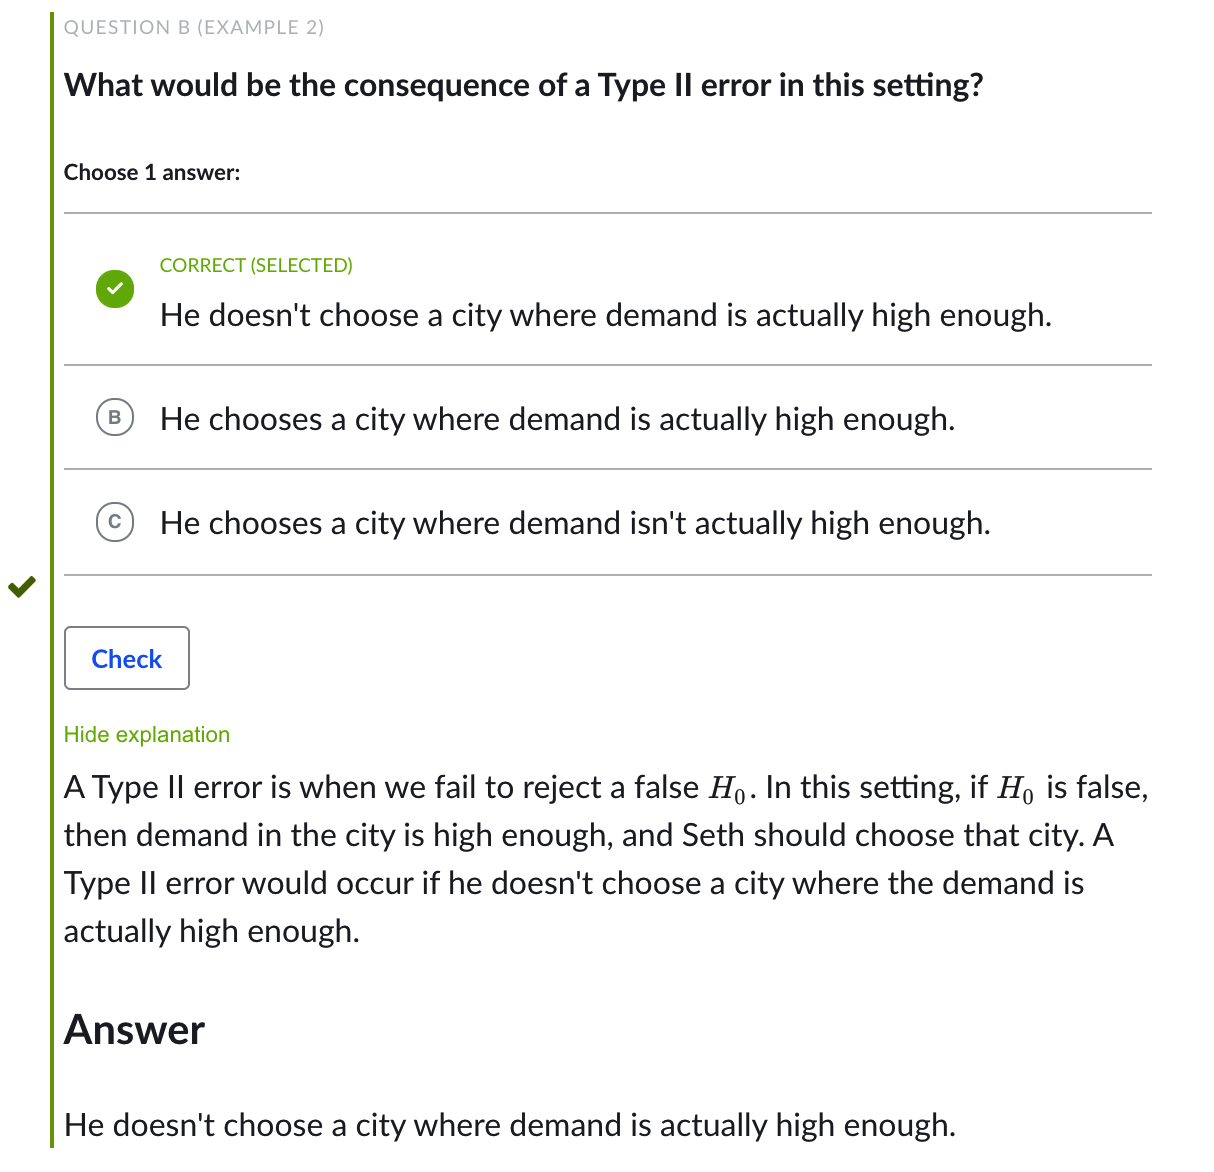 QUESTION B (EXAMPLE 2)
What would be the consequence of a Type II error in this setting?
Choose 1 answer:
CORRECT (SELECTED)
He doesn't choose a city where demand is actually high enough.
B He chooses a city where demand is actually high enough.
C He chooses a city where demand isn't actually high enough.
Check
Hide explanation
A Type II error is when we fail to reject a false H₀. In this setting, if H₀ is false,
then demand in the city is high enough, and Seth should choose that city. A
Type II error would occur if he doesn't choose a city where the demand is
actually high enough.
Answer
He doesn't choose a city where demand is actually high enough.